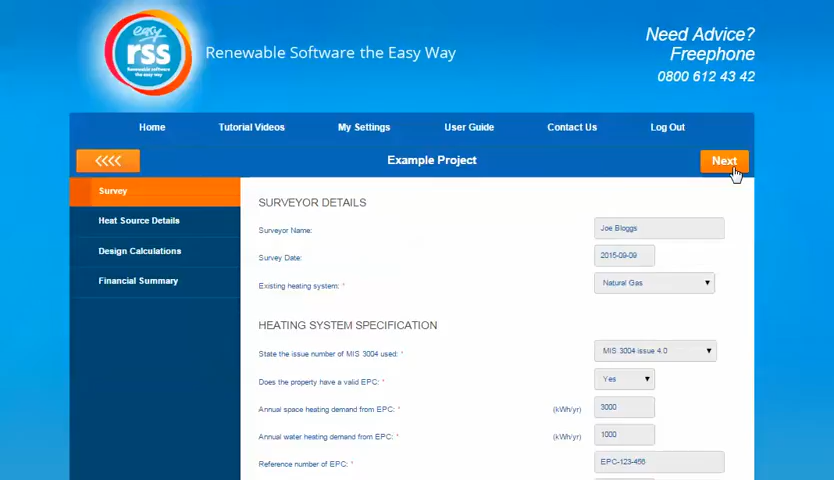 easy
rss
Renewable software
the easy way
Renewable Software the Easy Way
Need Advice?
Freephone
0800 612 43 42
Home Tutorial Videos My Settings User Guide Contact Us Log Out
<<<< Example Project Next
Survey
Heat Source Details
Design Calculations
Financial Summary
SURVEYOR DETAILS
Surveyor Name: Joe Bloggs
Survey Date: 2015-09-09
Existing heating system: * Natural Gas
HEATING SYSTEM SPECIFICATION
State the issue number of MIS 3004 used: * MIS 3004 issue 4.0
Does the property have a valid EPC: * Yes
Annual space heating demand from EPC: * (kWh/yr) 3000
Annual water heating demand from EPC: * (kWh/yr) 1000
Reference number of EPC: * EPC-123-456